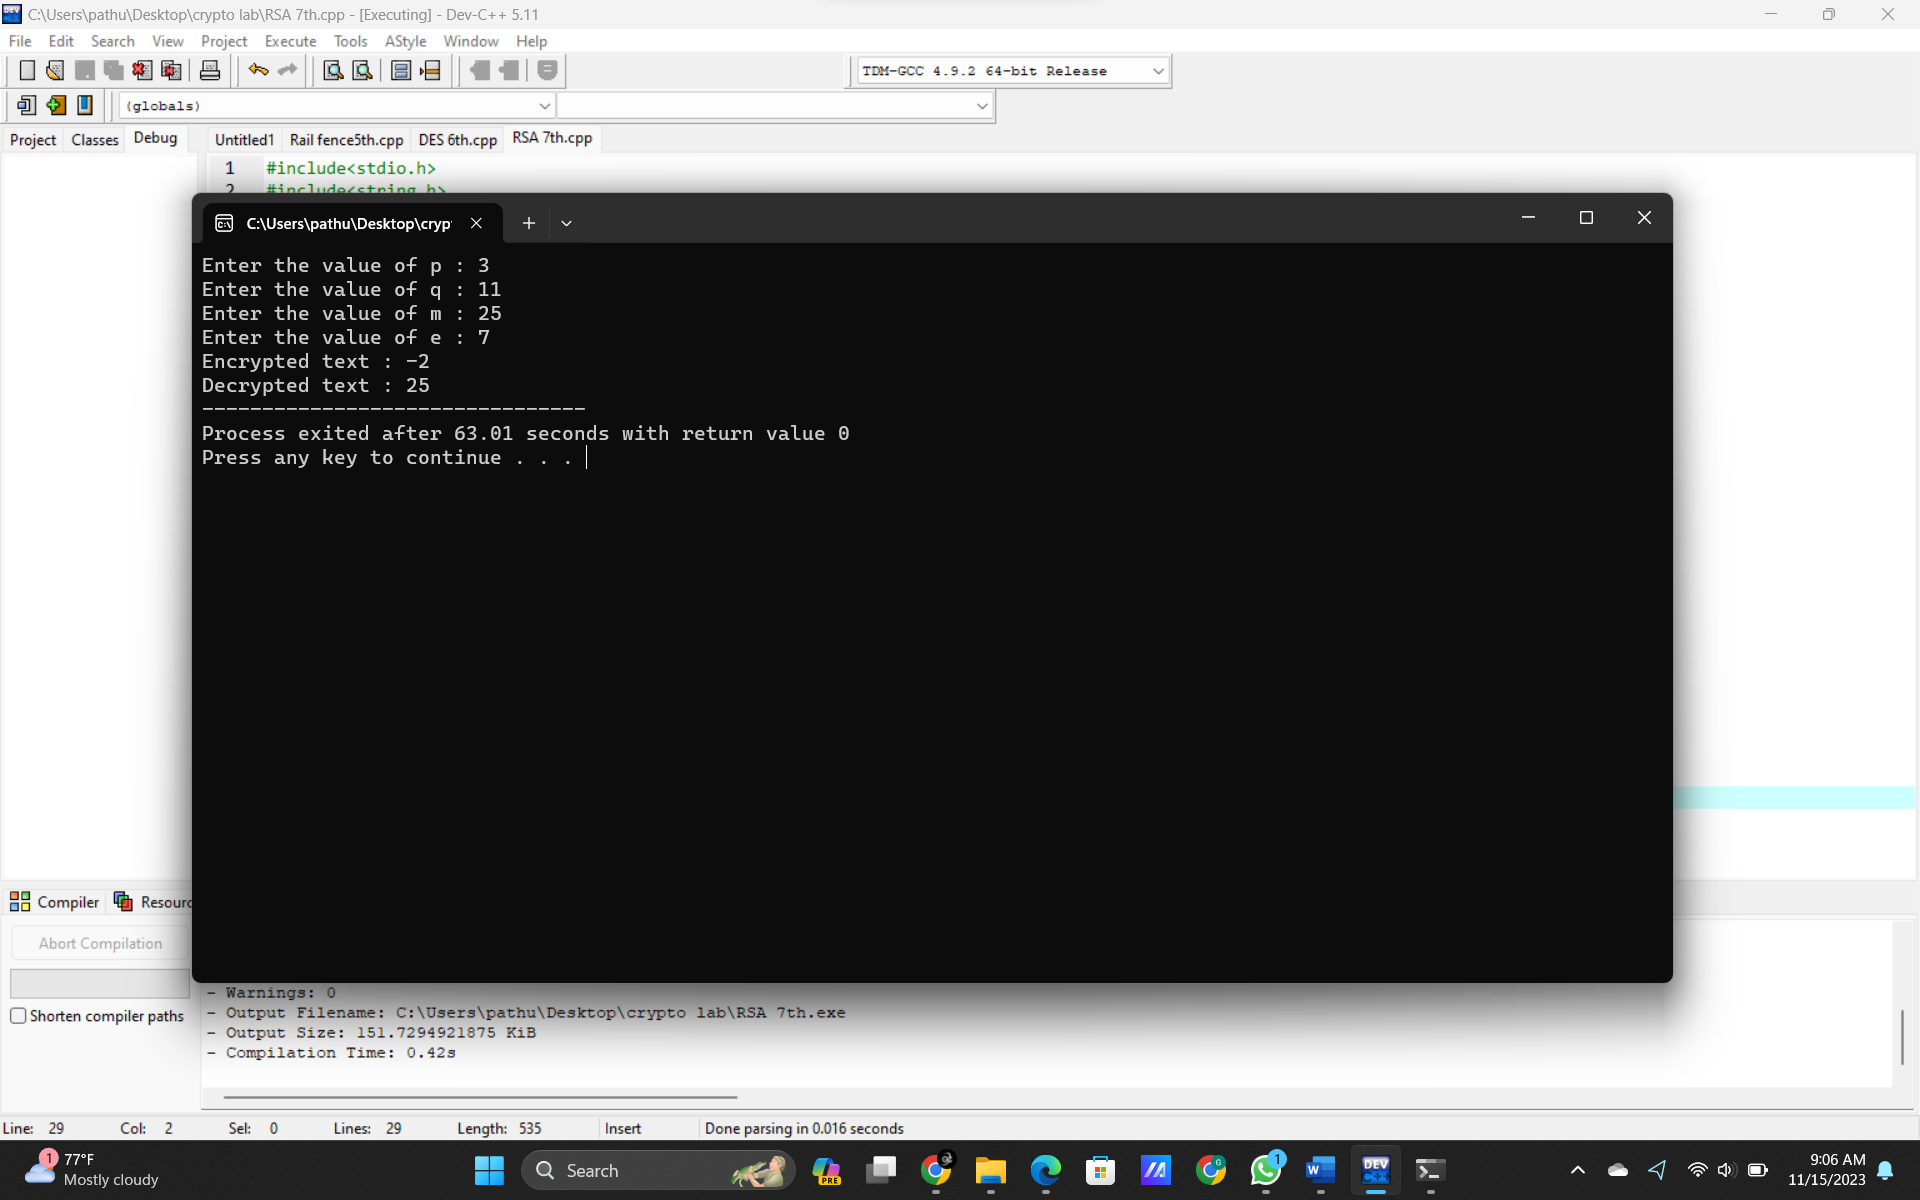 C:\Users\pathu\Desktop\crypto lab\RSA 7th.cpp - [Executing] - Dev-C++ 5.11
File Edit Search View Project Execute Tools AStyle Window Help
TDM-GCC 4.9.2 64-bit Release
(globals)
Project Classes Debug Untitled1 Rail fence5th.cpp DES 6th.cpp RSA 7th.cpp
1 #include<stdio.h>
2 #include<string.h>
C:\Users\pathu\Desktop\cryp
Enter the value of p : 3
Enter the value of q : 11
Enter the value of m : 25
Enter the value of e : 7
Encrypted text : -2
Decrypted text : 25
--------------------------------
Process exited after 63.01 seconds with return value 0
Press any key to continue . . .
Compiler Resourc
Abort Compilation
Shorten compiler paths
- Warnings: 0
- Output Filename: C:\Users\pathu\Desktop\crypto lab\RSA 7th.exe
- Output Size: 151.7294921875 KiB
- Compilation Time: 0.42s
Line: 29 Col: 2 Sel: 0 Lines: 29 Length: 535 Insert Done parsing in 0.016 seconds
1 77°F
Mostly cloudy
Search
PRE
G
1
W
DEV
C++
9:06 AM
11/15/2023